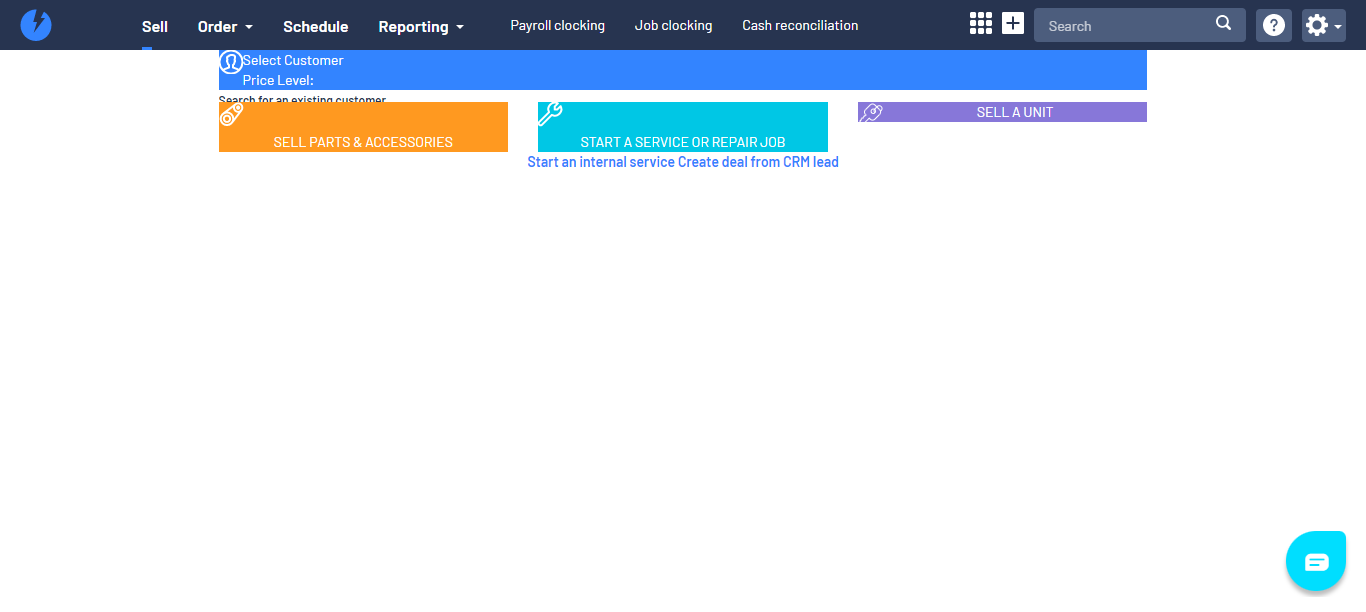 Sell Order Schedule Reporting Payroll clocking Job clocking Cash reconciliation Search
Select Customer
Price Level:
Search for an existing customer
SELL PARTS & ACCESSORIES START A SERVICE OR REPAIR JOB SELL A UNIT
Start an internal service Create deal from CRM lead